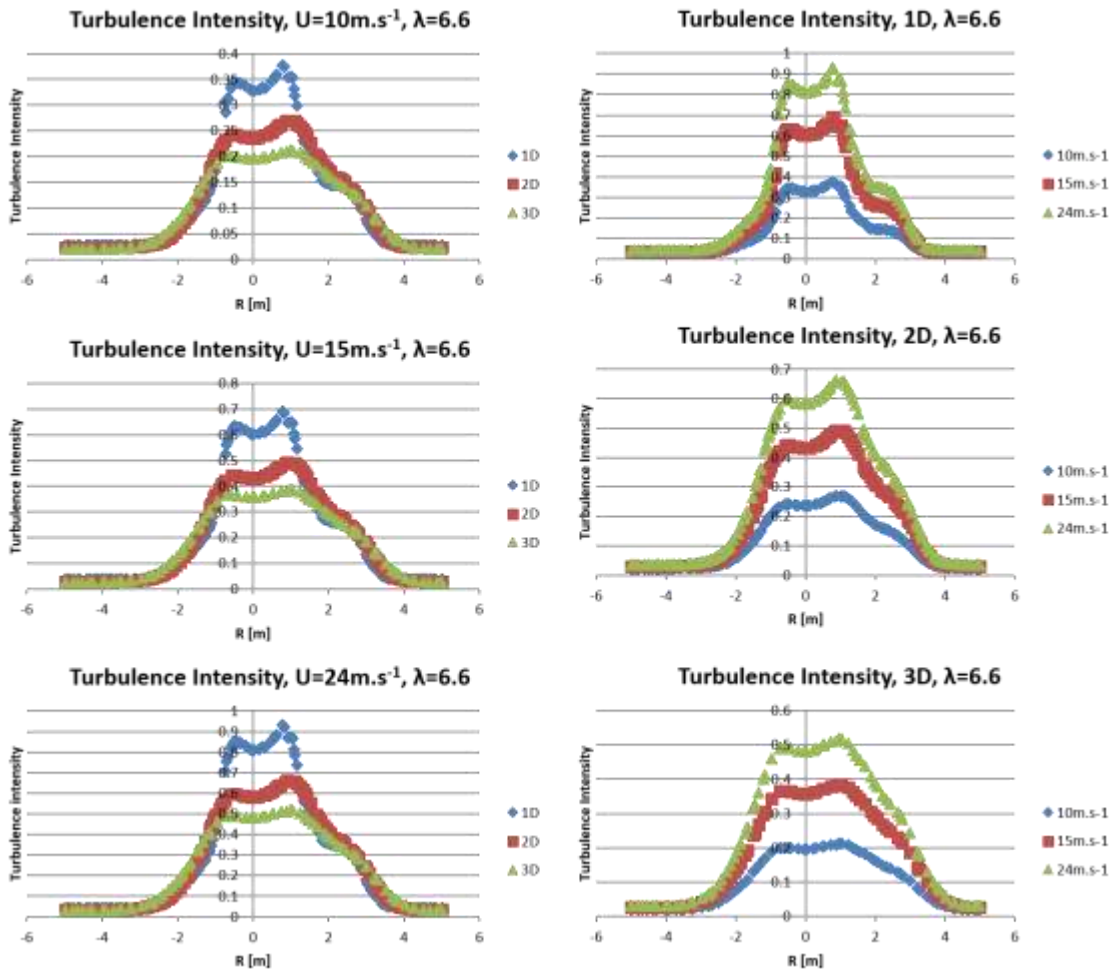 Turbulence Intensity, U=10m.s⁻¹, λ=6.6
Turbulence Intensity
0.4
0.35
0.3
0.25
0.2
0.15
0.1
0.05
0
-6 -4 -2 0 2 4 6
R [m]
1D
2D
3D
Turbulence Intensity, 1D, λ=6.6
Turbulence Intensity
1
0.9
0.8
0.7
0.6
0.5
0.4
0.3
0.2
0.1
0
-6 -4 -2 0 2 4 6
R [m]
10m.s-1
15m.s-1
24m.s-1
Turbulence Intensity, U=15m.s⁻¹, λ=6.6
Turbulence Intensity
0.8
0.7
0.6
0.5
0.4
0.3
0.2
0.1
0
-6 -4 -2 0 2 4 6
R [m]
1D
2D
3D
Turbulence Intensity, 2D, λ=6.6
Turbulence Intensity
0.7
0.6
0.5
0.4
0.3
0.2
0.1
0
-6 -4 -2 0 2 4 6
R [m]
10m.s-1
15m.s-1
24m.s-1
Turbulence Intensity, U=24m.s⁻¹, λ=6.6
Turbulence intensity
1
0.9
0.8
0.7
0.6
0.5
0.4
0.3
0.2
0.1
0
-6 -4 -2 0 2 4 6
R [m]
1D
2D
3D
Turbulence Intensity, 3D, λ=6.6
Turbulence Intensity
0.6
0.5
0.4
0.3
0.2
0.1
0
-6 -4 -2 0 2 4 6
R [m]
10m.s-1
15m.s-1
24m.s-1